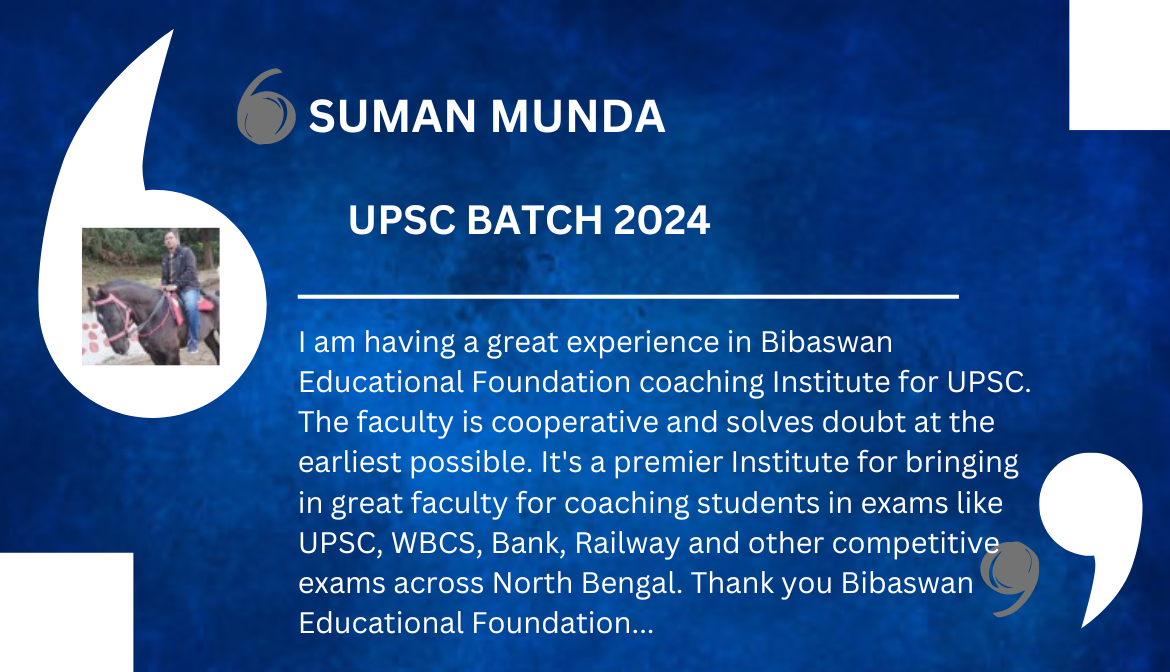 SUMAN MUNDA
UPSC BATCH 2024
I am having a great experience in Bibaswan
Educational Foundation coaching Institute for UPSC.
The faculty is cooperative and solves doubt at the
earliest possible. It's a premier Institute for bringing
in great faculty for coaching students in exams like
UPSC, WBCS, Bank, Railway and other competitive
exams across North Bengal. Thank you Bibaswan
Educational Foundation...